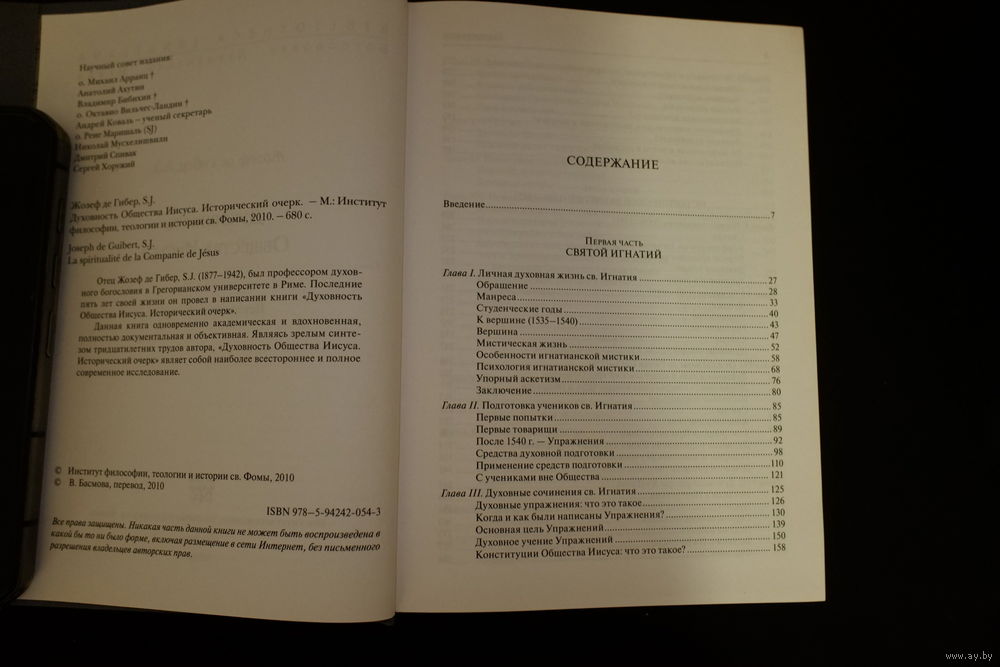 Научный совет издания:
о. Михаил Арранц †
Анатолий Ахутин
Владимир Бибихин †
о. Октавио Вильчес-Ландин †
Андрей Коваль – ученый секретарь
о. Рене Маришаль (SJ)
Николай Мусхелишвили
Дмитрий Спивак
Сергей Хоружий
Жозеф де Гибер, S.J.
Духовность Общества Иисуса. Исторический очерк. — М.: Институт
философии, теологии и истории св. Фомы, 2010. – 680 с.
Joseph de Guibert, S.J.
La spiritualité de la Companie de Jésus
Отец Жозеф де Гибер, S.J. (1877–1942), был профессором духов-
ного богословия в Грегорианском университете в Риме. Последние
пять лет своей жизни он провел в написании книги «Духовность
Общества Иисуса. Исторический очерк».
Данная книга одновременно академическая и вдохновенная,
полностью документальная и объективная. Являясь зрелым синте-
зом тридцатилетних трудов автора, «Духовность Общества Иисуса.
Исторический очерк» являет собой наиболее всестороннее и полное
современное исследование.
© Институт философии, теологии и истории св. Фомы, 2010
© В. Басмова, перевод, 2010
ISBN 978–5–94242-054-3
Все права защищены. Никакая часть данной книги не может быть воспроизведена в
какой бы то ни было форме, включая размещение в сети Интернет, без письменного
разрешения владельцев авторских прав.
СОДЕРЖАНИЕ
Введение 7
Первая часть
СВЯТОЙ ИГНАТИЙ
Глава I. Личная духовная жизнь св. Игнатия 27
Обращение 28
Манреса 33
Студенческие годы 40
К вершине (1535–1540) 43
Вершина 47
Мистическая жизнь 52
Особенности игнатианской мистики 58
Психология игнатианской мистики 68
Упорный аскетизм 76
Заключение 80
Глава II. Подготовка учеников св. Игнатия 85
Первые попытки 85
Первые товарищи 89
После 1540 г. — Упражнения 92
Средства духовной подготовки 98
Применение средств подготовки 110
С учениками вне Общества 121
Глава III. Духовные сочинения св. Игнатия 125
Духовные упражнения: что это такое 126
Когда и как были написаны Упражнения? 130
Основная цель Упражнений 139
Духовное учение Упражнений 150
Конституции Общества Иисуса: что это такое? 158
www.ay.by